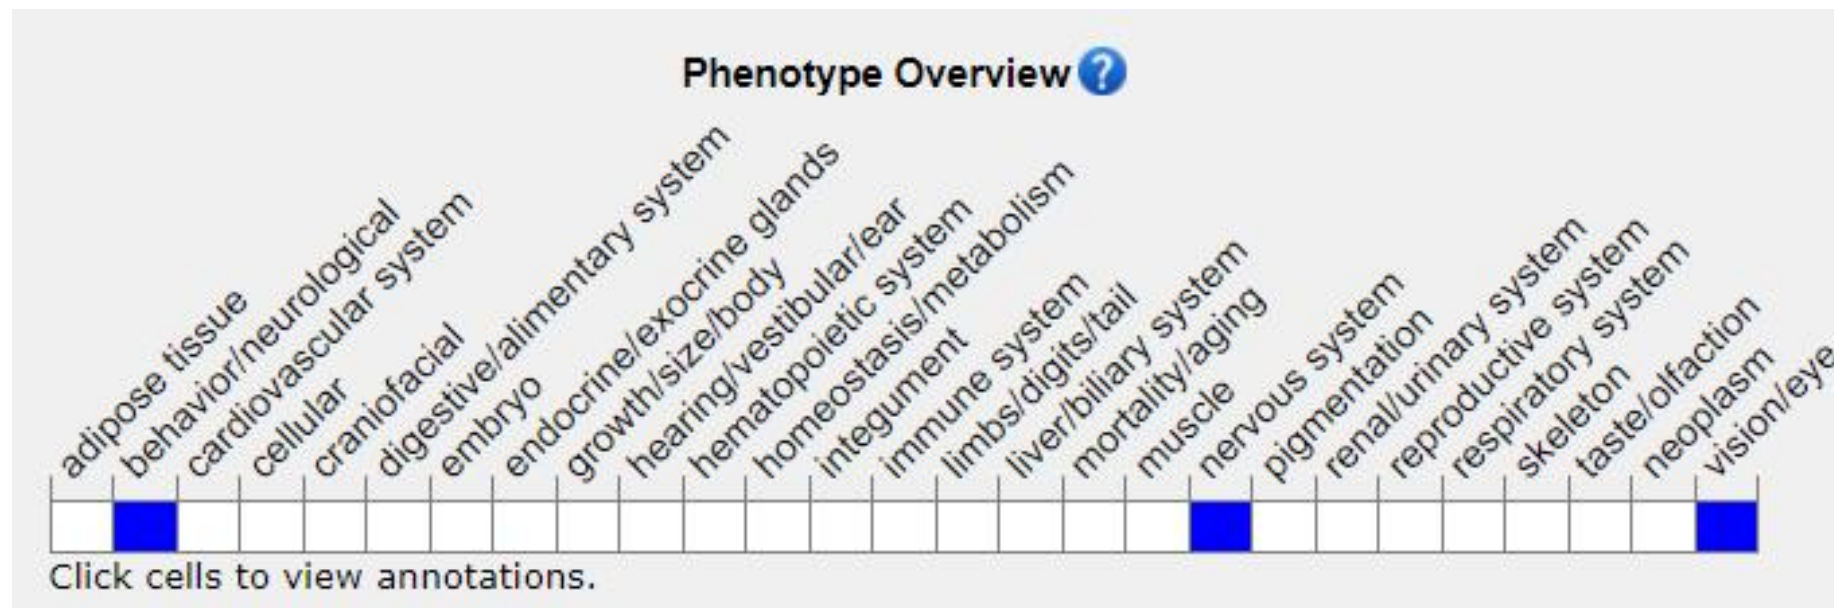 Phenotype Overview ?
adipose tissue
behavior/neurological
cardiovascular system
cellular
craniofacial
digestive/alimentary system
embryo
endocrine/exocrine glands
growth/size/body
hearing/vestibular/ear
hematopoietic system
homeostasis/metabolism
integument
immune system
limbs/digits/tail
liver/biliary system
mortality/aging
muscle
nervous system
pigmentation
renal/urinary system
reproductive system
respiratory system
skeleton
taste/olfaction
neoplasm
vision/eye
Click cells to view annotations.